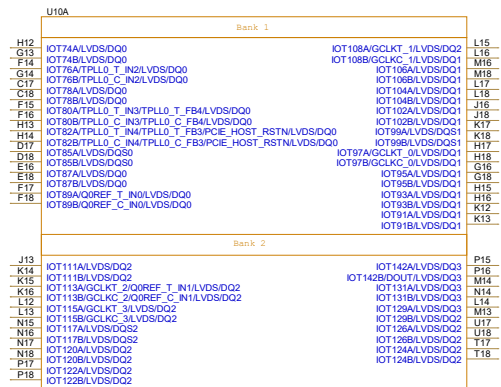 U10A
Bank 1
H12 IOT74A/LVDS/DQ0 IOT108A/GCLKT_1/LVDS/DQ2 L15
G13 IOT74B/LVDS/DQ0 IOT108B/GCLKC_1/LVDS/DQ1 L16
F14 IOT76A/TPLL0_T_IN2/LVDS/DQ0 IOT106A/LVDS/DQ1 M16
G14 IOT76B/TPLL0_C_IN2/LVDS/DQ0 IOT106B/LVDS/DQ1 M18
C17 IOT78A/LVDS/DQ0 IOT104A/LVDS/DQ1 L17
C18 IOT78B/LVDS/DQ0 IOT104B/LVDS/DQ1 L18
F15 IOT80A/TPLL0_T_IN3/TPLL0_T_FB4/LVDS/DQ0 IOT102A/LVDS/DQ1 J16
F16 IOT80B/TPLL0_C_IN3/TPLL0_C_FB4/LVDS/DQ0 IOT102B/LVDS/DQ1 J18
H13 IOT82A/TPLL0_T_IN4/TPLL0_T_FB3/PCIE_HOST_RSTN/LVDS/DQ0 IOT99A/LVDS/DQS1 K17
H14 IOT82B/TPLL0_C_IN4/TPLL0_C_FB3/PCIE_HOST_RSTN/LVDS/DQ0 IOT99B/LVDS/DQS1 K18
D17 IOT85A/LVDS/DQS0 IOT97A/GCLKT_0/LVDS/DQ1 H17
D18 IOT85B/LVDS/DQS0 IOT97B/GCLKC_0/LVDS/DQ1 H18
E16 IOT87A/LVDS/DQ0 IOT95A/LVDS/DQ1 G16
E18 IOT87B/LVDS/DQ0 IOT95B/LVDS/DQ1 G18
F17 IOT89A/Q0REF_T_IN0/LVDS/DQ0 IOT93A/LVDS/DQ1 H15
F18 IOT89B/Q0REF_C_IN0/LVDS/DQ0 IOT93B/LVDS/DQ1 H16
IOT91A/LVDS/DQ1 K12
IOT91B/LVDS/DQ1 K13
Bank 2
J13 IOT111A/LVDS/DQ2 IOT142A/LVDS/DQ3 P15
K14 IOT111B/LVDS/DQ2 IOT142B/DOUT/LVDS/DQ3 P16
K15 IOT113A/GCLKT_2/Q0REF_T_IN1/LVDS/DQ2 IOT131A/LVDS/DQ3 M14
K16 IOT113B/GCLKC_2/Q0REF_C_IN1/LVDS/DQ2 IOT131B/LVDS/DQ3 N14
L12 IOT115A/GCLKT_3/LVDS/DQ2 IOT129A/LVDS/DQ3 L14
L13 IOT115B/GCLKC_3/LVDS/DQ2 IOT129B/LVDS/DQ2 M13
N15 IOT117A/LVDS/DQS2 IOT126A/LVDS/DQ2 U17
N16 IOT117B/LVDS/DQS2 IOT126B/LVDS/DQ2 U18
N17 IOT120A/LVDS/DQ2 IOT124A/LVDS/DQ2 T17
N18 IOT120B/LVDS/DQ2 IOT124B/LVDS/DQ2 T18
P17 IOT122A/LVDS/DQ2
P18 IOT122B/LVDS/DQ2